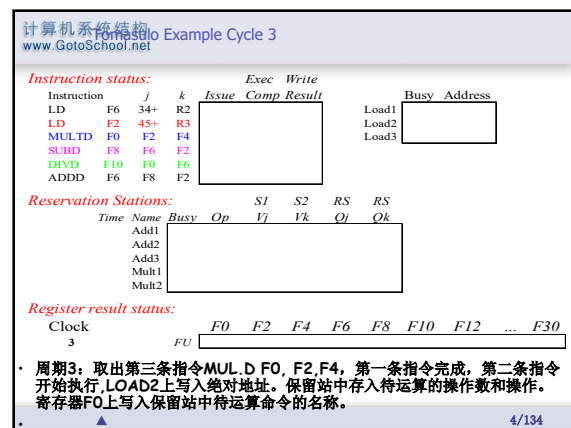 计算机系统结构
Tomasulo Example Cycle 3
www.GotoSchool.net
Instruction status: Exec Write
Instruction j k Issue Comp Result Busy Address
LD F6 34+ R2 Load1
LD F2 45+ R3 Load2
MULTD F0 F2 F4 Load3
SUBD F8 F6 F2
DIVD F10 F0 F6
ADDD F6 F8 F2
Reservation Stations: S1 S2 RS RS
Time Name Busy Op Vj Vk Qj Qk
Add1
Add2
Add3
Mult1
Mult2
Register result status:
Clock F0 F2 F4 F6 F8 F10 F12 ... F30
3 FU
• 周期3：取出第三条指令MUL.D F0, F2,F4，第一条指令完成，第二条指令
开始执行,LOAD2上写入绝对地址。保留站中存入待运算的操作数和操作。
寄存器F0上写入保留站中待运算命令的名称。
• ▲ 4/134